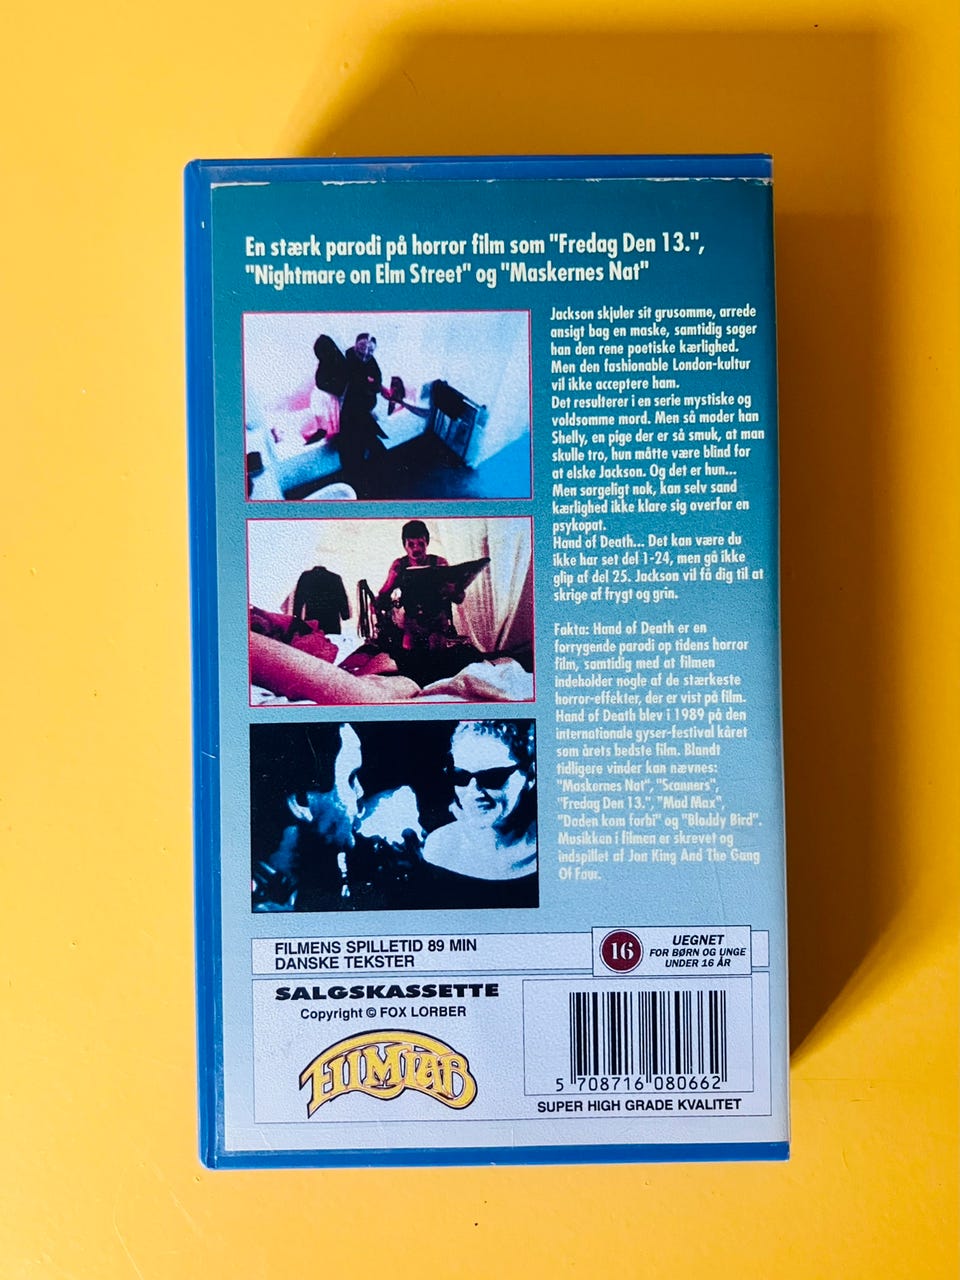 En stærk parodi på horror film som "Fredag Den 13.",
"Nightmare on Elm Street" og "Maskernes Nat"
Jackson skjuler sit grusomme, arrede
ansigt bag en maske, samtidig søger
han den rene poetiske kærlighed.
Men den fashionable London-kultur
vil ikke acceptere ham.
Det resulterer i en serie mystiske og
voldsomme mord. Men så møder han
Shelly, en pige der er så smuk, at man
skulle tro, hun måtte være blind for
at elske Jackson. Og det er hun...
Men sørgeligt nok, kan selv sand
kærlighed ikke klare sig overfor en
psykopat.
Hand of Death... Det kan være du
ikke har set del 1-24, men gå ikke
glip af del 25. Jackson vil få dig til at
skrige af frygt og grin.
Fakta: Hand of Death er en
forrygende parodi op tidens horror
film, samtidig med at filmen
indeholder nogle af de stærkeste
horror-effekter, der er vist på film.
Hand of Death blev i 1989 på den
internationale gyser-festival kåret
som årets bedste film. Blandt
tidligere vinder kan nævnes:
"Maskernes Nat", "Scanners",
"Fredag Den 13.", "Mad Max",
"Døden kom forbi" og "Bloddy Bird".
Musikken i filmen er skrevet og
indspillet af Jon King And The Gang
Of Four.
FILMENS SPILLETID 89 MIN
DANSKE TEKSTER
16
UEGNET
FOR BØRN OG UNGE
UNDER 16 ÅR
SALGSKASSETTE
Copyright © FOX LORBER
FILMLAB
5 708716 080662
SUPER HIGH GRADE KVALITET